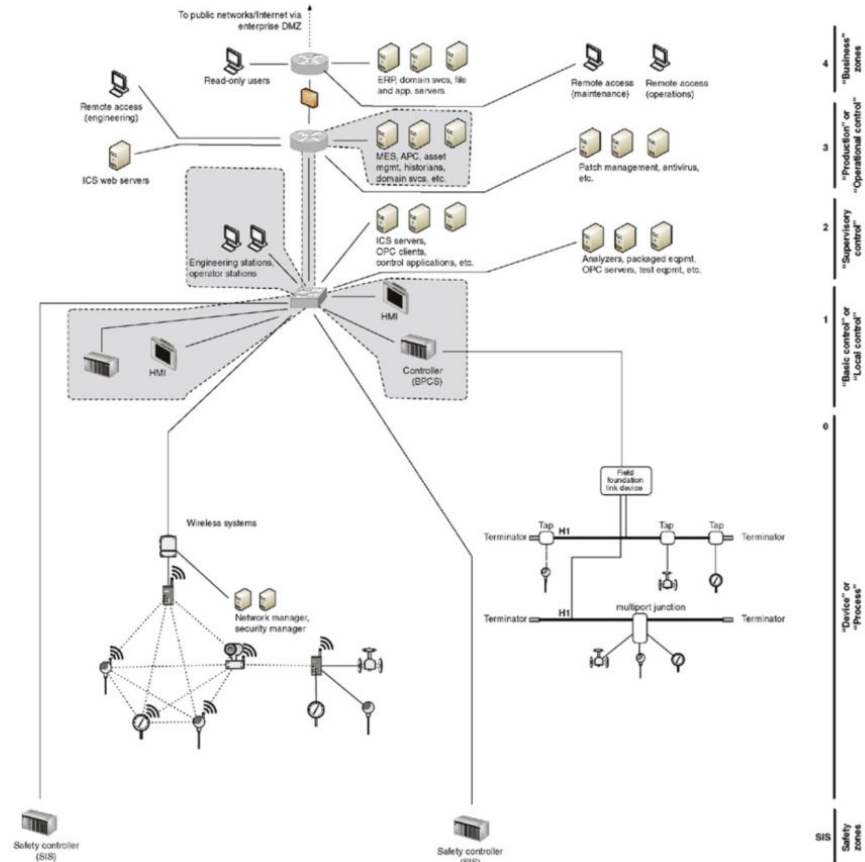 To public networks/Internet via
enterprise DMZ
Read-only users
ERP, domain svcs, file
and app. servers
Remote access
(maintenance)
Remote access
(operations)
4
"Business"
zones
Remote access
(engineering)
ICS web servers
MES, APC, asset
mgmt, historians,
domain svcs, etc.
Patch management, antivirus,
etc.
3
"Production" or
"Operational control"
Engineering stations,
operator stations
ICS servers,
OPC clients,
control applications, etc.
Analyzers, packaged eqpmt,
OPC servers, test eqpmt, etc.
2
"Supervisory
control"
HMI
HMI
Controller
(BPCS)
1
"Basic control" or
"Local control"
0
Field
foundation
link device
Wireless systems
Terminator
Tap
H1
Tap
Tap
Terminator
Network manager,
security manager
Terminator
H1
multiport junction
Terminator
"Device" or
"Process"
Safety controller
(SIS)
Safety controller
(SIS)
SIS
Safety
zones